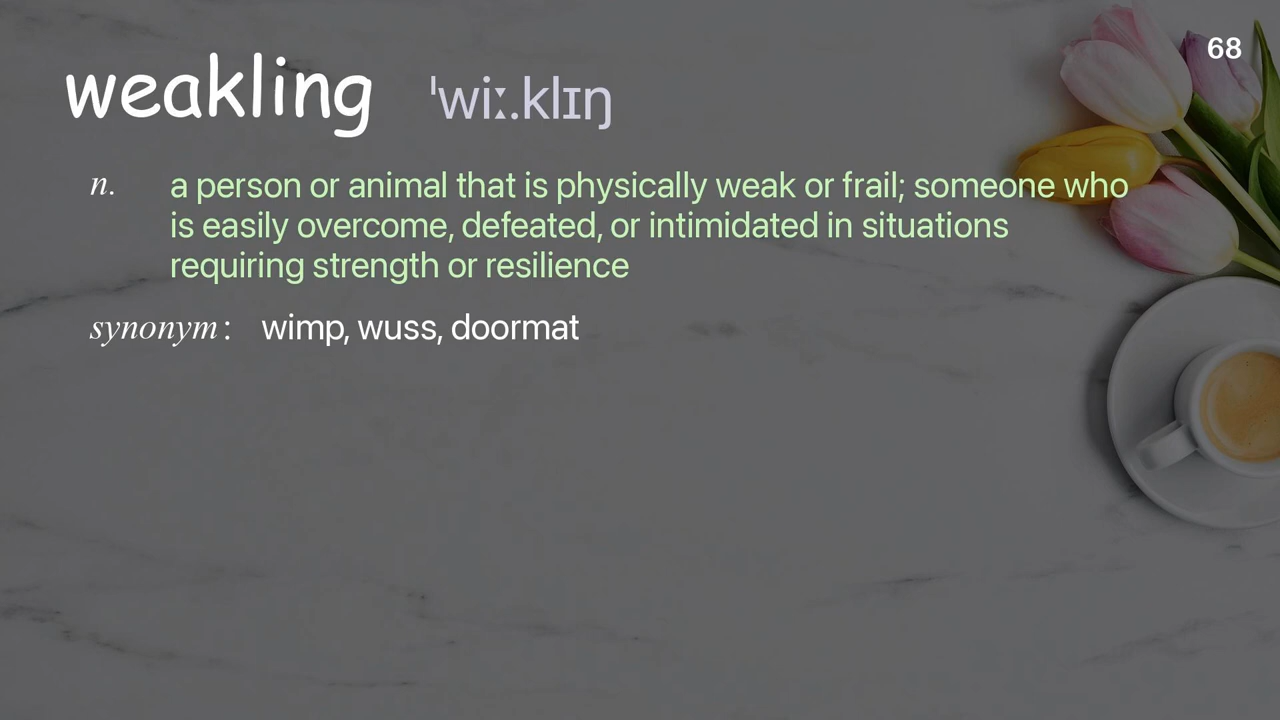 68
weakling ˈwiː.klɪŋ
n. a person or animal that is physically weak or frail; someone who
is easily overcome, defeated, or intimidated in situations
requiring strength or resilience
synonym: wimp, wuss, doormat